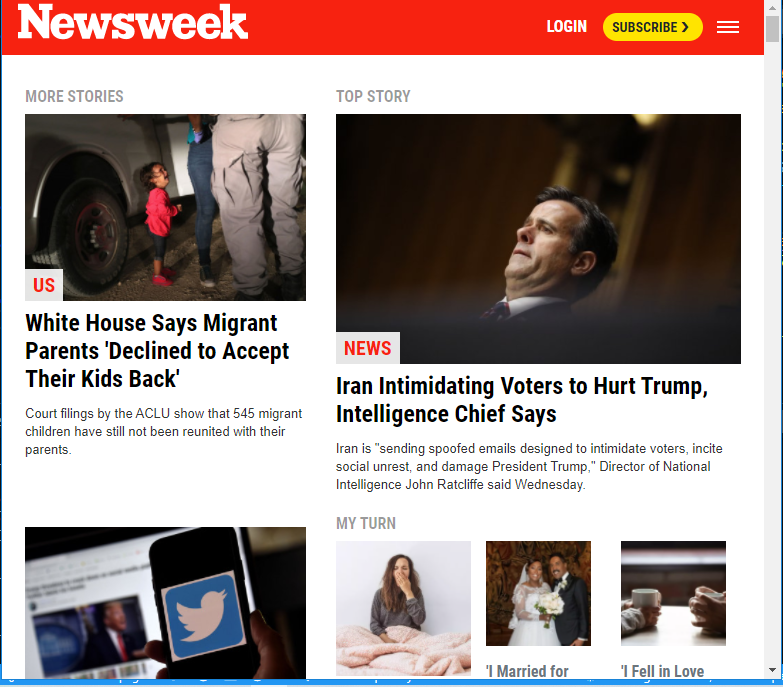 Newsweek
LOGIN
SUBSCRIBE ❯
MORE STORIES
US
White House Says Migrant
Parents 'Declined to Accept
Their Kids Back'
Court filings by the ACLU show that 545 migrant
children have still not been reunited with their
parents.
TOP STORY
NEWS
Iran Intimidating Voters to Hurt Trump,
Intelligence Chief Says
Iran is "sending spoofed emails designed to intimidate voters, incite
social unrest, and damage President Trump," Director of National
Intelligence John Ratcliffe said Wednesday.
MY TURN
'I Married for
'I Fell in Love